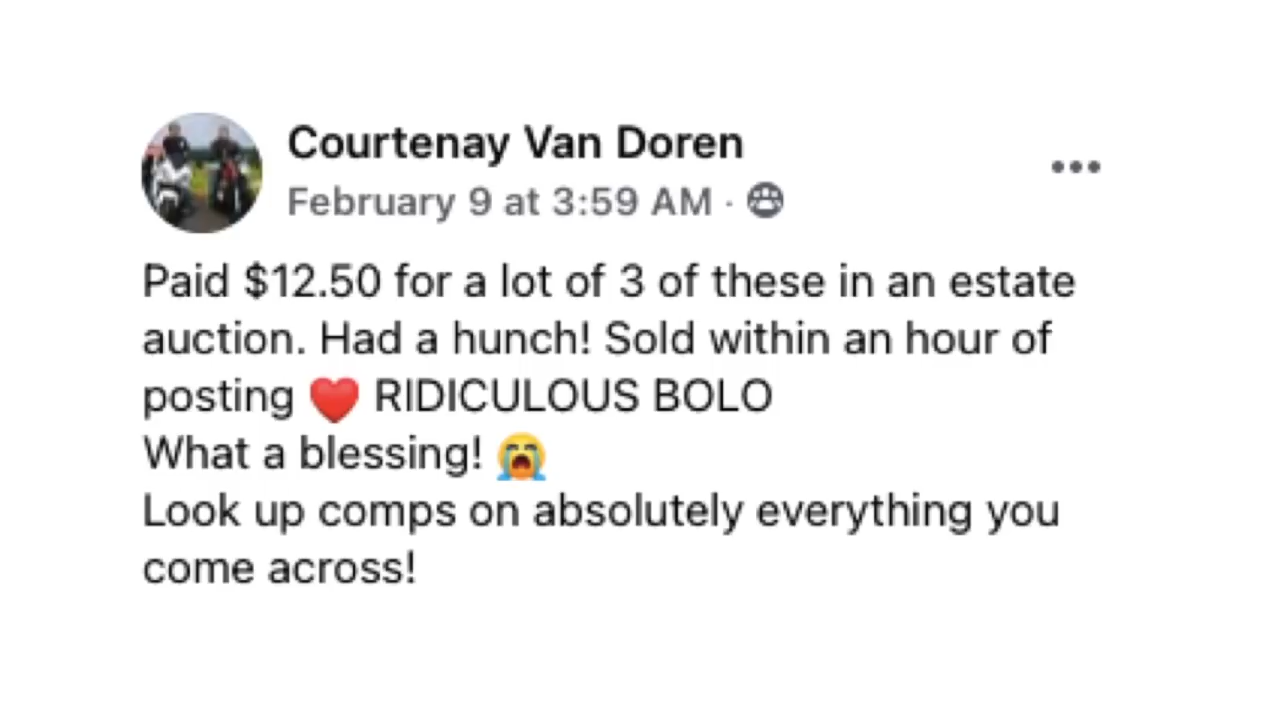 Courtenay Van Doren
February 9 at 3:59 AM ·
Paid $12.50 for a lot of 3 of these in an estate
auction. Had a hunch! Sold within an hour of
posting ❤️ RIDICULOUS BOLO
What a blessing! 😭
Look up comps on absolutely everything you
come across!